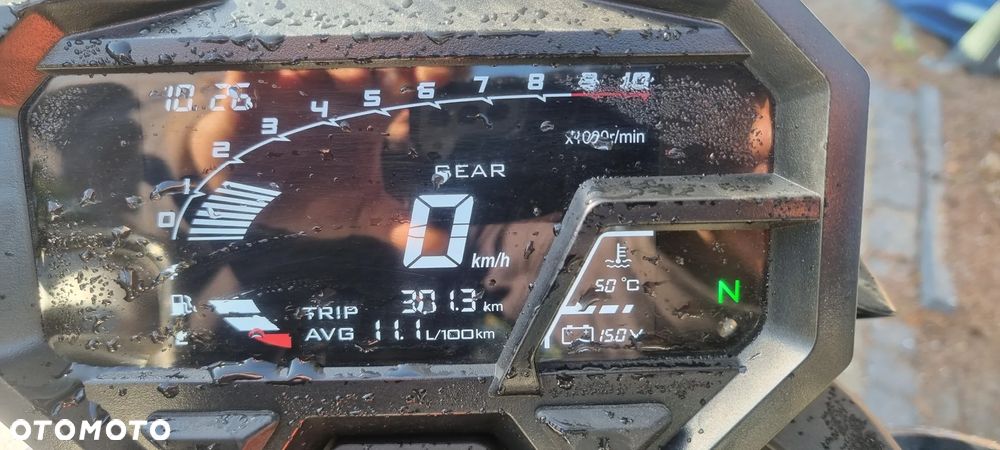 10:26
0 1 2 3 4 5 6 7 8 9 10
x1000r/min
GEAR
0 km/h
50 °C
N
TRIP 301.3 km
AVG 11.1 L/100km
15.0 V
OTOMOTO